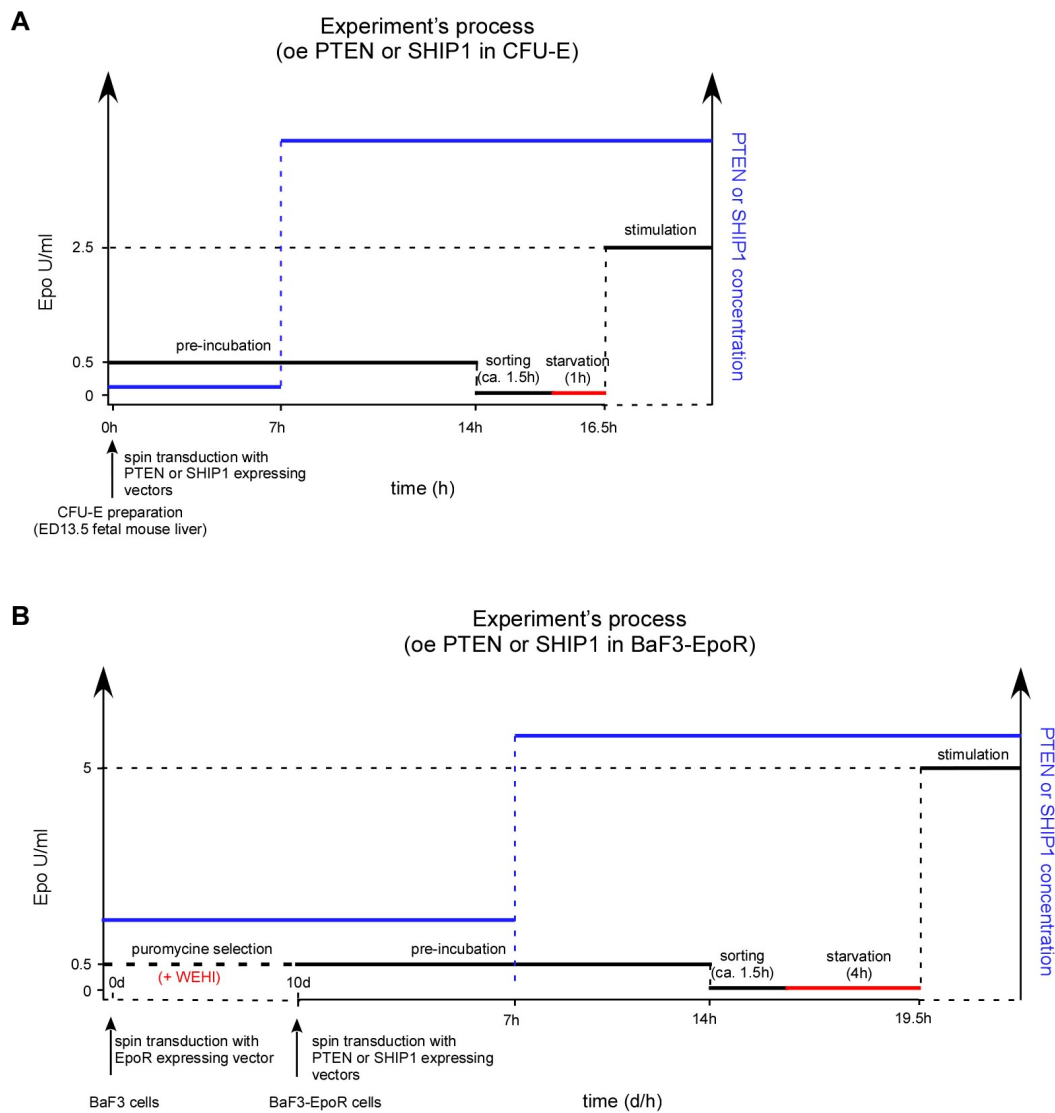 A
Experiment's process
(oe PTEN or SHIP1 in CFU-E)
Epo U/ml
PTEN or SHIP1 concentration
2.5
0.5
0
stimulation
pre-incubation
sorting
(ca. 1.5h)
starvation
(1h)
0h
7h
14h
16.5h
spin transduction with
PTEN or SHIP1 expressing
vectors
time (h)
CFU-E preparation
(ED13.5 fetal mouse liver)
B
Experiment's process
(oe PTEN or SHIP1 in BaF3-EpoR)
Epo U/ml
PTEN or SHIP1 concentration
5
0.5
0
stimulation
puromycine selection
(+ WEHI)
pre-incubation
sorting
(ca. 1.5h)
starvation
(4h)
0d
10d
7h
14h
19.5h
spin transduction with
EpoR expressing vector
spin transduction with
PTEN or SHIP1 expressing
vectors
BaF3 cells
BaF3-EpoR cells
time (d/h)